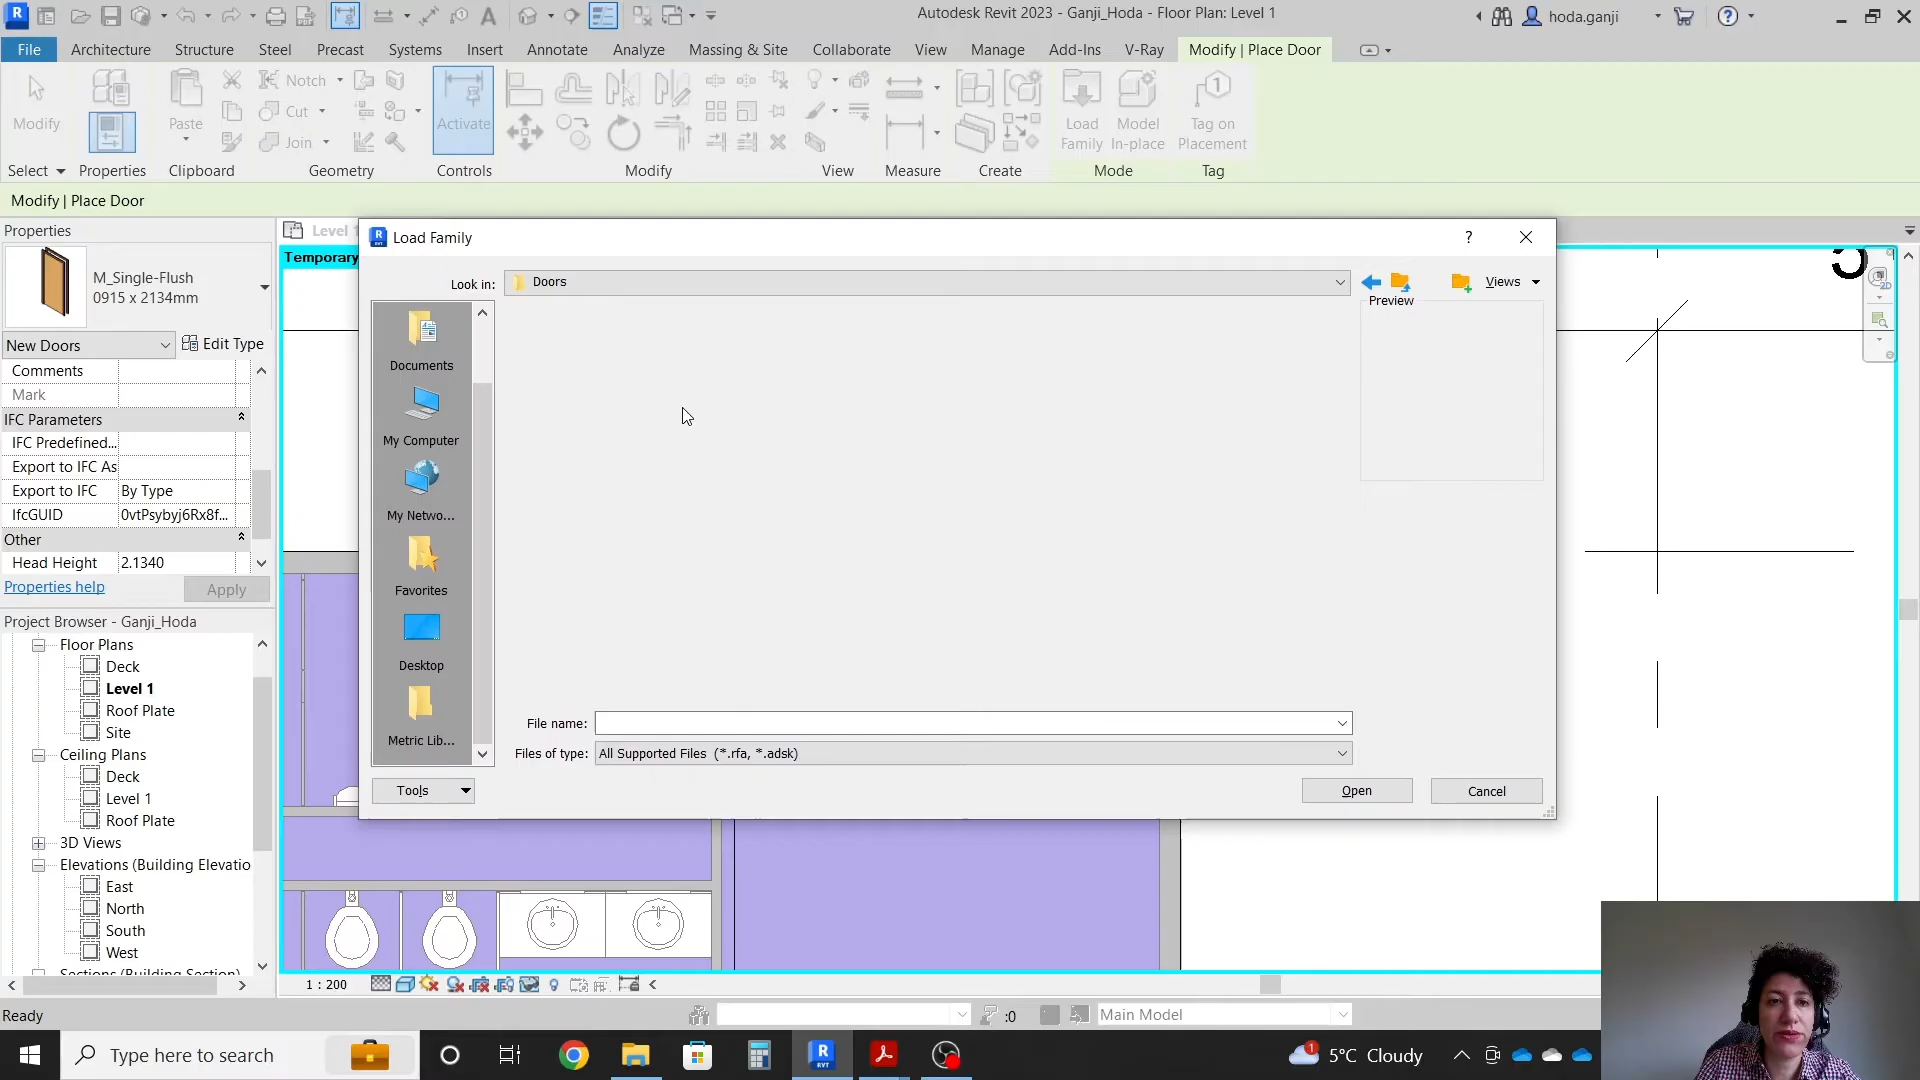 Autodesk Revit 2023 - Ganji_Hoda - Floor Plan: Level 1
hoda.ganji
File Architecture Structure Steel Precast Systems Insert Annotate Analyze Massing & Site Collaborate View Manage Add-Ins V-Ray Modify | Place Door
Modify
Paste
Notch
Cut
Join
Activate
Load Family
Model In-place
Tag on Placement
Select Properties Clipboard Geometry Controls Modify View Measure Create Mode Tag
Modify | Place Door
Properties
M_Single-Flush
0915 x 2134mm
New Doors
Edit Type
Comments
Mark
IFC Parameters
IFC Predefined...
Export to IFC As
Export to IFC By Type
IfcGUID 0vtPsybyj6Rx8f...
Other
Head Height 2.1340
Properties help
Apply
Project Browser - Ganji_Hoda
Floor Plans
Deck
Level 1
Roof Plate
Site
Ceiling Plans
Deck
Level 1
Roof Plate
3D Views
Elevations (Building Elevatio
East
North
South
West
Sections (Building Section)
Level 1
Temporary
Load Family
?
Look in: Doors
Views
Preview
Documents
My Computer
My Netwo...
Favorites
Desktop
Metric Lib...
File name:
Files of type: All Supported Files (*.rfa, *.adsk)
Tools
Open
Cancel
2D
1 : 200
Ready
:0
Main Model
Type here to search
5°C Cloudy